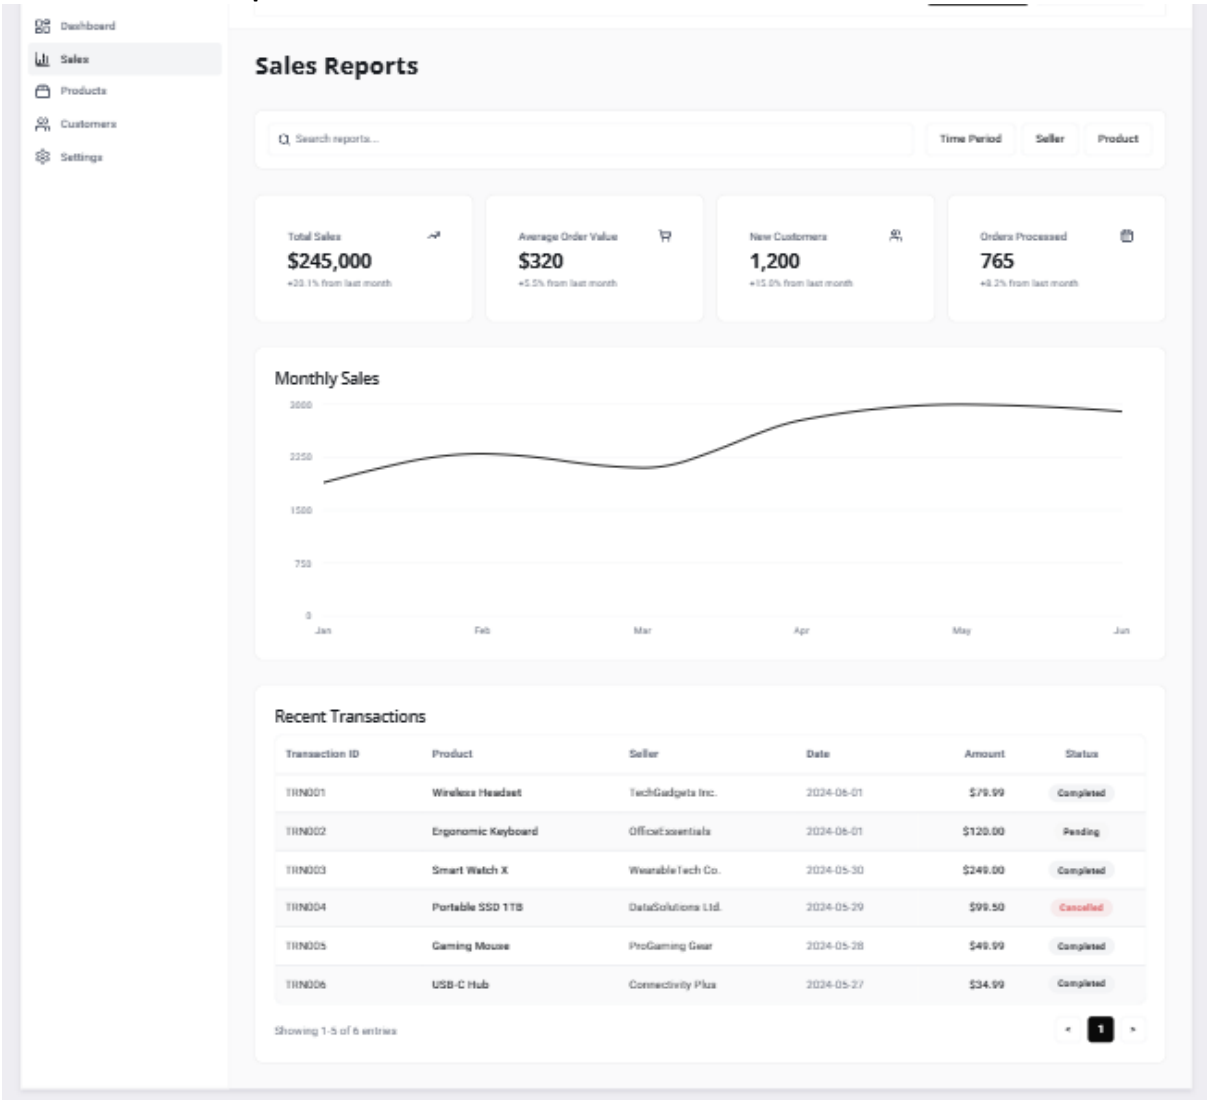 Dashboard
Sales
Products
Customers
Settings
Sales Reports
Search reports...
Time Period Seller Product
Total Sales
$245,000
+20.1% from last month
Average Order Value
$320
+5.5% from last month
New Customers
1,200
+15.0% from last month
Orders Processed
765
+8.2% from last month
Monthly Sales
3000
2250
1500
750
0
Jan Feb Mar Apr May Jun
Recent Transactions
Transaction ID Product Seller Date Amount Status
TRN001 Wireless Headset TechGadgets Inc. 2024-06-01 $79.99 Completed
TRN002 Ergonomic Keyboard OfficeEssentials 2024-06-01 $120.00 Pending
TRN003 Smart Watch X WearableTech Co. 2024-05-30 $249.00 Completed
TRN004 Portable SSD 1TB DataSolutions Ltd. 2024-05-29 $99.50 Cancelled
TRN005 Gaming Mouse ProGaming Gear 2024-05-28 $49.99 Completed
TRN006 USB-C Hub Connectivity Plus 2024-05-27 $34.99 Completed
Showing 1-5 of 6 entries
< 1 >